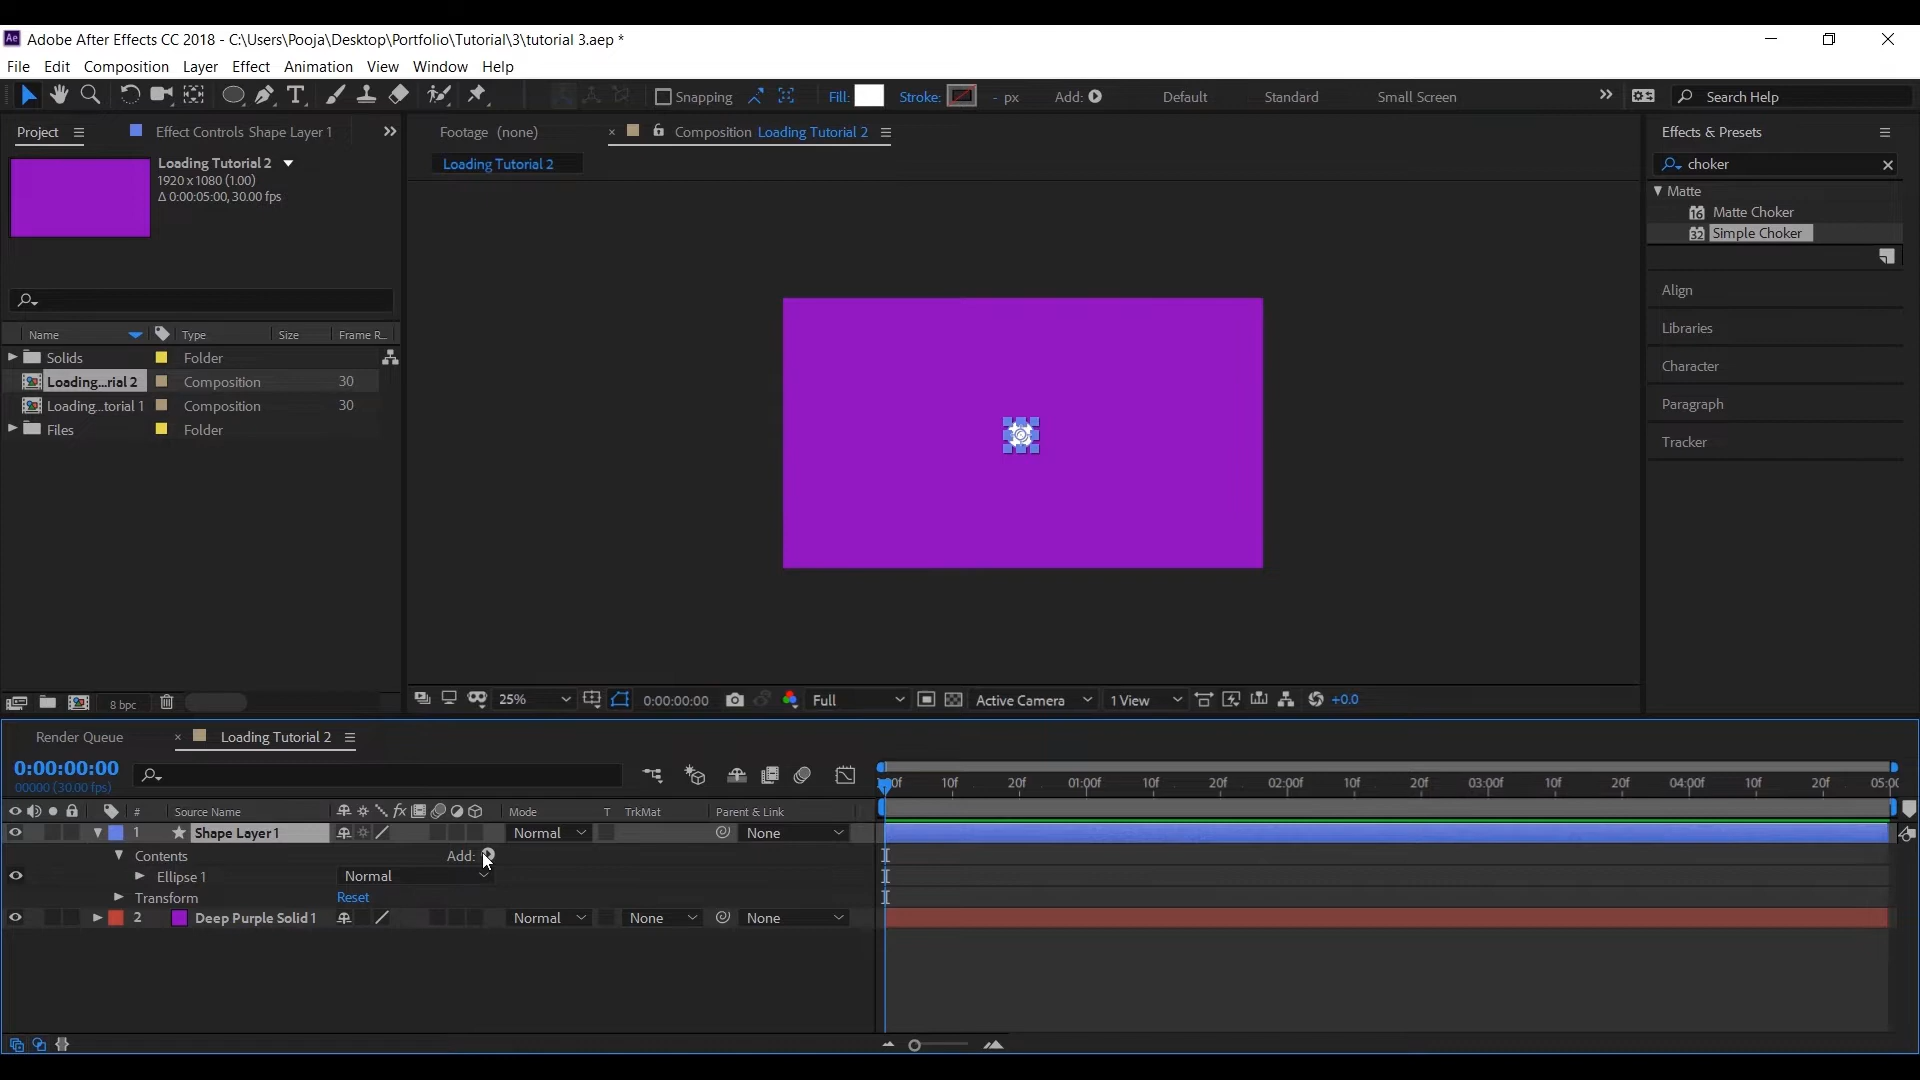 Ae Adobe After Effects CC 2018 - C:\Users\Pooja\Desktop\Portfolio\Tutorial\3\tutorial 3.aep *
File Edit Composition Layer Effect Animation View Window Help
T Snapping Fill: Stroke: - px Add: Default Standard Small Screen Search Help
Project Effect Controls Shape Layer 1 Footage (none) × Composition Loading Tutorial 2 Effects & Presets
Loading Tutorial 2
1920 x 1080 (1.00)
Δ 0:00:05:00, 30.00 fps
Loading Tutorial 2
choker
Matte
16 Matte Choker
32 Simple Choker
Align
Libraries
Character
Paragraph
Tracker
Name Type Size Frame R...
Solids Folder
Loading...rial 2 Composition 30
Loading...torial 1 Composition 30
Files Folder
8 bpc
25% 0:00:00:00 Full Active Camera 1 View +0.0
Render Queue × Loading Tutorial 2
0:00:00:00
00000 (30.00 fps)
10f 20f 01:00f 10f 20f 02:00f 10f 20f 03:00f 10f 20f 04:00f 10f 20f
# Source Name fx Mode T TrkMat Parent & Link
1 Shape Layer 1 Normal None
Contents Add:
Ellipse 1 Normal
Transform Reset
2 Deep Purple Solid 1 Normal None None